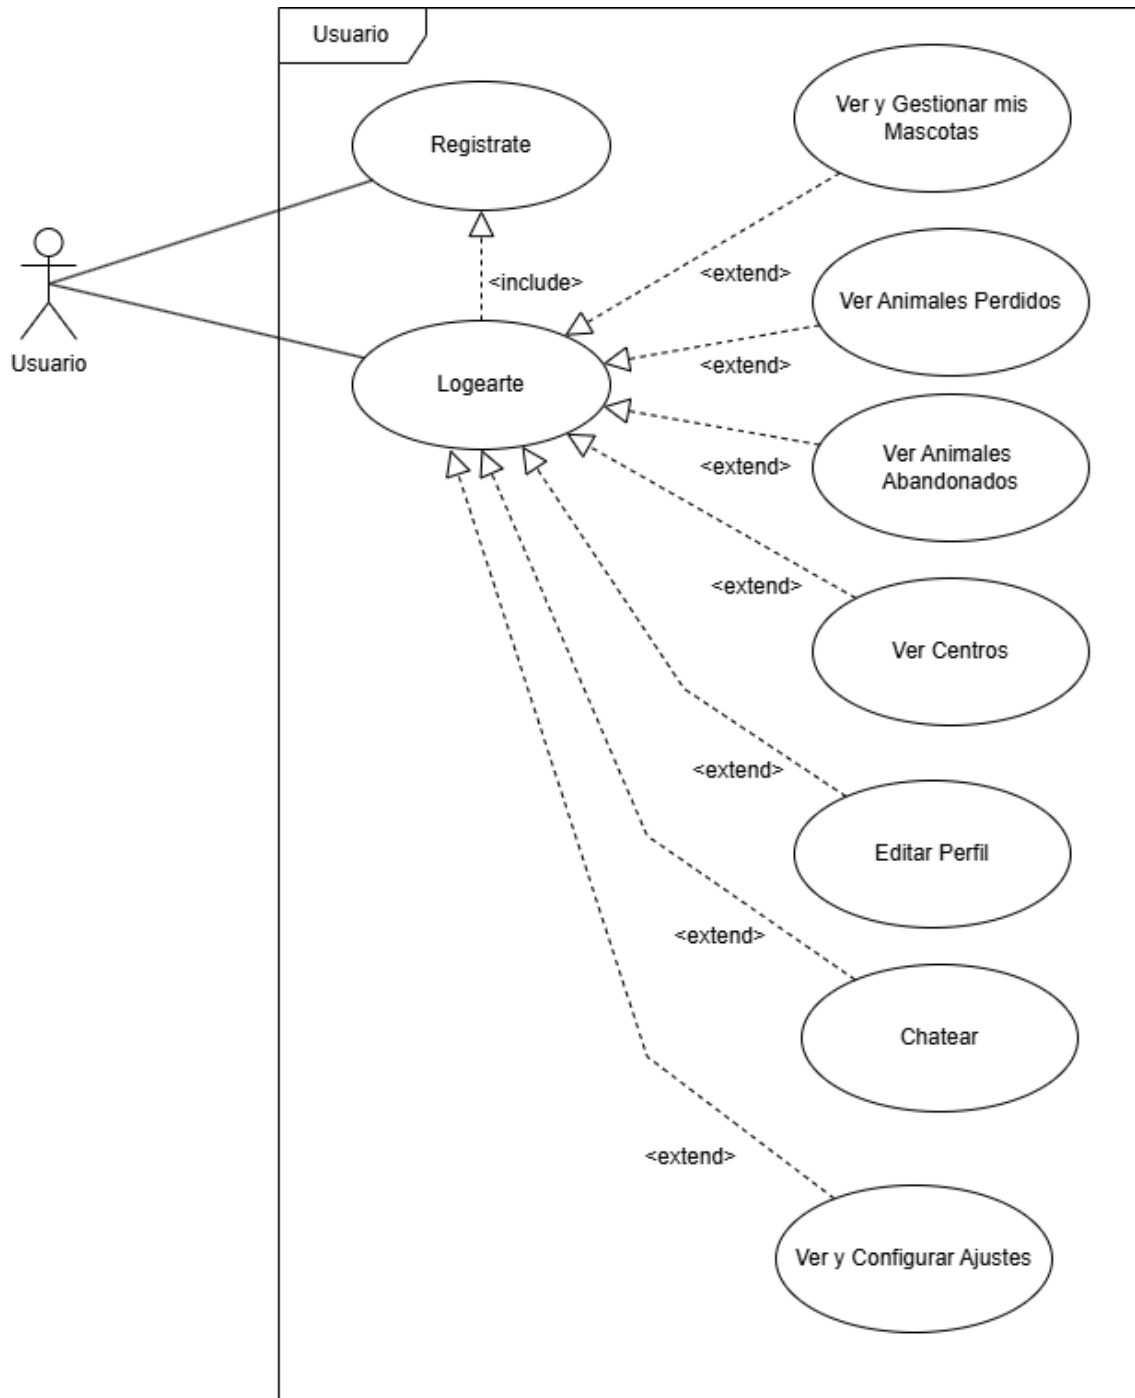 Usuario
Registrate
Ver y Gestionar mis
Mascotas
<include>
<extend>
Ver Animales Perdidos
Usuario
Logearte
<extend>
Ver Animales
Abandonados
<extend>
<extend>
Ver Centros
<extend>
Editar Perfil
<extend>
Chatear
<extend>
Ver y Configurar Ajustes